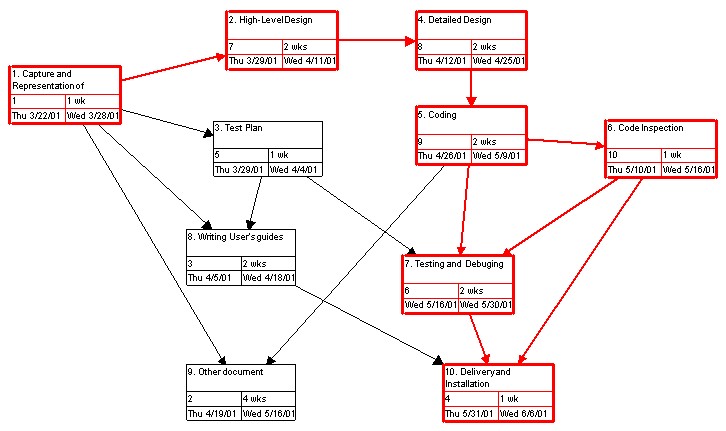 2. High-Level Design
7 2 wks
Thu 3/29/01 Wed 4/11/01
4. Detailed Design
8 2 wks
Thu 4/12/01 Wed 4/25/01
1. Capture and
Representation of
1 1 wk
Thu 3/22/01 Wed 3/28/01
3. Test Plan
5 1 wk
Thu 3/29/01 Wed 4/4/01
5. Coding
9 2 wks
Thu 4/26/01 Wed 5/9/01
6. Code Inspection
10 1 wk
Thu 5/10/01 Wed 5/16/01
8. Writing User's guides
3 2 wks
Thu 4/5/01 Wed 4/18/01
7. Testing and Debuging
6 2 wks
Wed 5/16/01 Wed 5/30/01
9. Other document
2 4 wks
Thu 4/19/01 Wed 5/16/01
10. Delivery and
Installation
4 1 wk
Thu 5/31/01 Wed 6/6/01